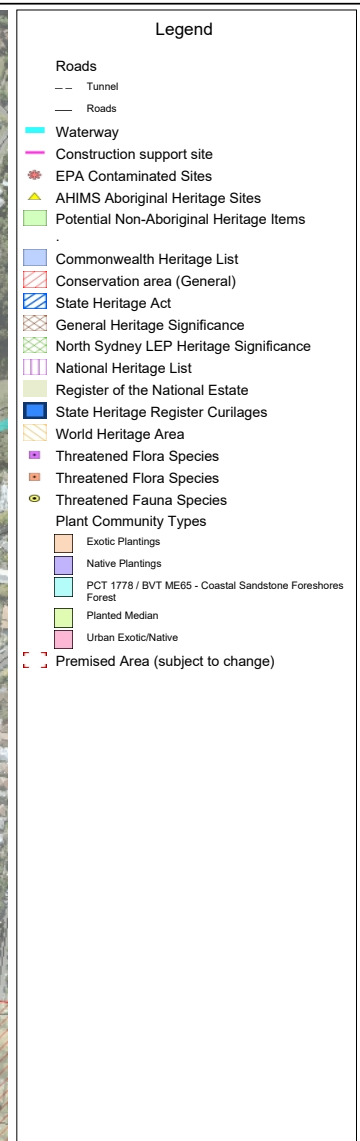 Legend
Roads
Tunnel
Roads
Waterway
Construction support site
EPA Contaminated Sites
AHIMS Aboriginal Heritage Sites
Potential Non-Aboriginal Heritage Items
.
Commonwealth Heritage List
Conservation area (General)
State Heritage Act
General Heritage Significance
North Sydney LEP Heritage Significance
National Heritage List
Register of the National Estate
State Heritage Register Curilages
World Heritage Area
Threatened Flora Species
Threatened Flora Species
Threatened Fauna Species
Plant Community Types
Exotic Plantings
Native Plantings
PCT 1778 / BVT ME65 - Coastal Sandstone Foreshores
Forest
Planted Median
Urban Exotic/Native
Premised Area (subject to change)